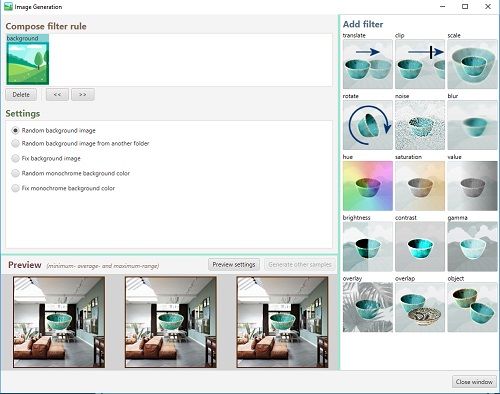 Image Generation
Compose filter rule
background
Delete
<<
>>
Settings
Random background image
Random background image from another folder
Fix background image
Random monochrome background color
Fix monochrome background color
Preview (minimum- average- and maximum-range)
Preview settings
Generate other samples
Add filter
translate clip scale
rotate noise blur
hue saturation value
brightness contrast gamma
overlay overlap object
Close window